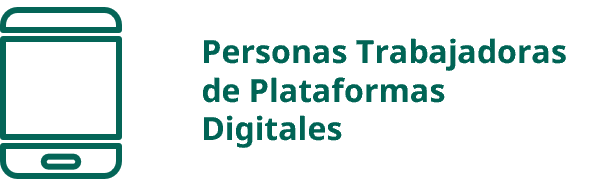 Personas Trabajadoras
de Plataformas
Digitales